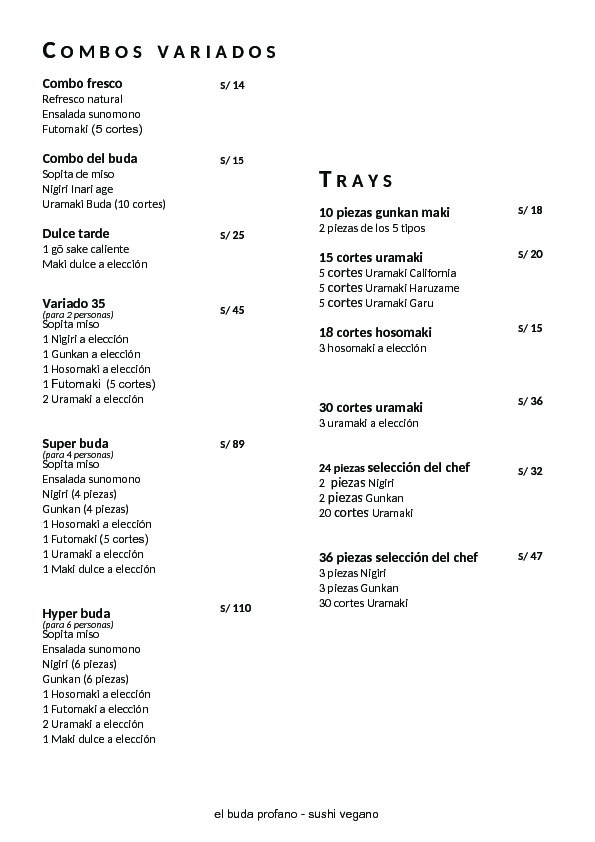 COMBOS VARIADOS
Combo fresco S/ 14
Refresco natural
Ensalada sunomono
Futomaki (5 cortes)
Combo del buda S/ 15
Sopita de miso
Nigiri Inari age
Uramaki Buda (10 cortes)
Dulce tarde S/ 25
1 gō sake caliente
Maki dulce a elección
Variado 35 S/ 45
(para 2 personas)
Sopita miso
1 Nigiri a elección
1 Gunkan a elección
1 Hosomaki a elección
1 Futomaki (5 cortes)
2 Uramaki a elección
Super buda S/ 89
(para 4 personas)
Sopita miso
Ensalada sunomono
Nigiri (4 piezas)
Gunkan (4 piezas)
1 Hosomaki a elección
1 Futomaki (5 cortes)
1 Uramaki a elección
1 Maki dulce a elección
Hyper buda S/ 110
(para 6 personas)
Sopita miso
Ensalada sunomono
Nigiri (6 piezas)
Gunkan (6 piezas)
1 Hosomaki a elección
1 Futomaki a elección
2 Uramaki a elección
1 Maki dulce a elección
TRAYS
10 piezas gunkan maki S/ 18
2 piezas de los 5 tipos
15 cortes uramaki S/ 20
5 cortes Uramaki California
5 cortes Uramaki Haruzame
5 cortes Uramaki Garu
18 cortes hosomaki S/ 15
3 hosomaki a elección
30 cortes uramaki S/ 36
3 uramaki a elección
24 piezas selección del chef S/ 32
2 piezas Nigiri
2 piezas Gunkan
20 cortes Uramaki
36 piezas selección del chef S/ 47
3 piezas Nigiri
3 piezas Gunkan
30 cortes Uramaki
el buda profano - sushi vegano